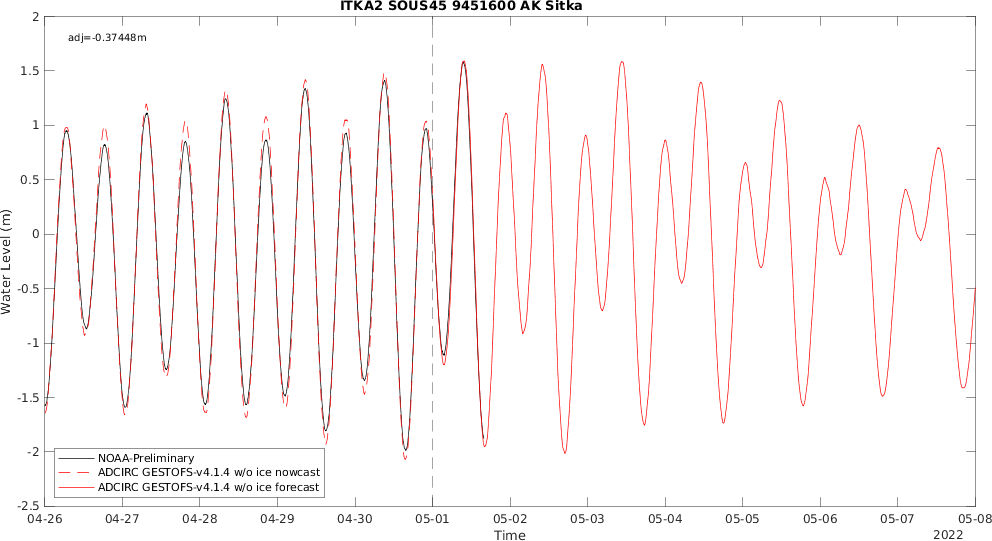 ITKA2 SOUS45 9451600 AK Sitka
adj=-0.37448m
2
1.5
1
0.5
0
-0.5
-1
-1.5
-2
-2.5
Water Level (m)
NOAA-Preliminary
ADCIRC GESTOFS-v4.1.4 w/o ice nowcast
ADCIRC GESTOFS-v4.1.4 w/o ice forecast
04-26 04-27 04-28 04-29 04-30 05-01 05-02 05-03 05-04 05-05 05-06 05-07 05-08
Time
2022